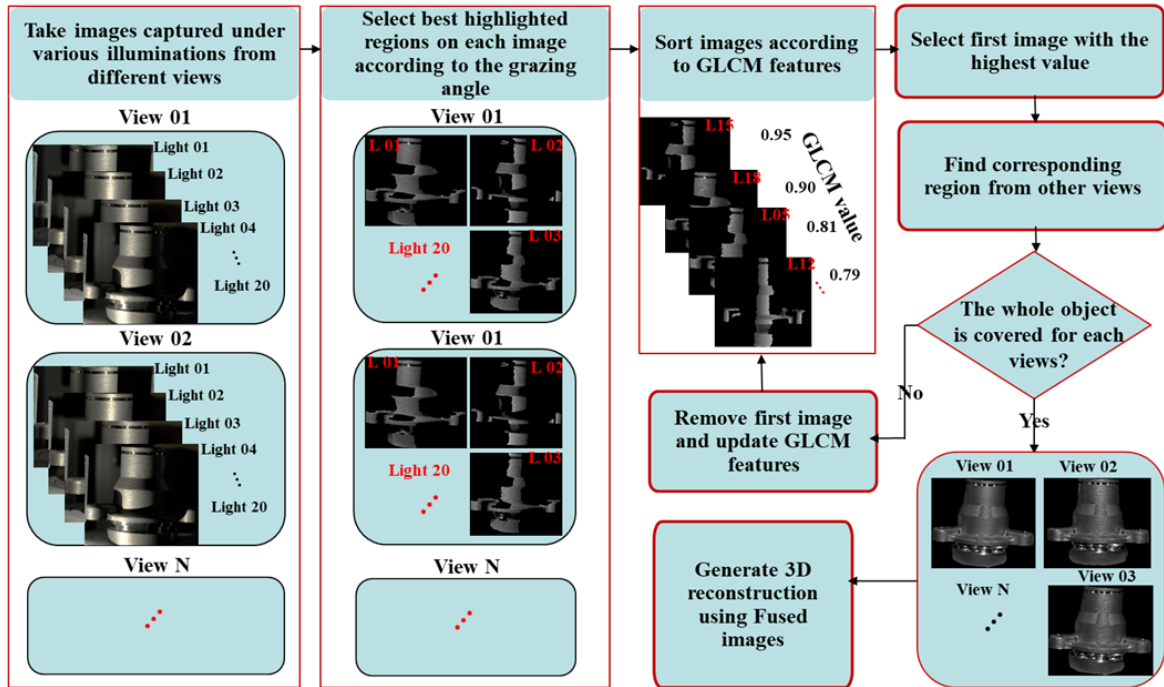 Take images captured under
various illuminations from
different views
View 01
Light 01
Light 02
Light 03
Light 04
Light 20
View 02
Light 01
Light 02
Light 03
Light 04
Light 20
View N
Select best highlighted
regions on each image
according to the grazing
angle
View 01
L 01
L 02
Light 20
L 03
View 01
L 01
L 02
Light 20
L 03
View N
Sort images according
to GLCM features
L15
0.95
L18
0.90
L05
0.81
L12
0.79
GLCM value
Select first image with the
highest value
Find corresponding
region from other views
The whole object
is covered for each
views?
No
Yes
Remove first image
and update GLCM
features
View 01
View 02
View N
View 03
Generate 3D
reconstruction
using Fused
images